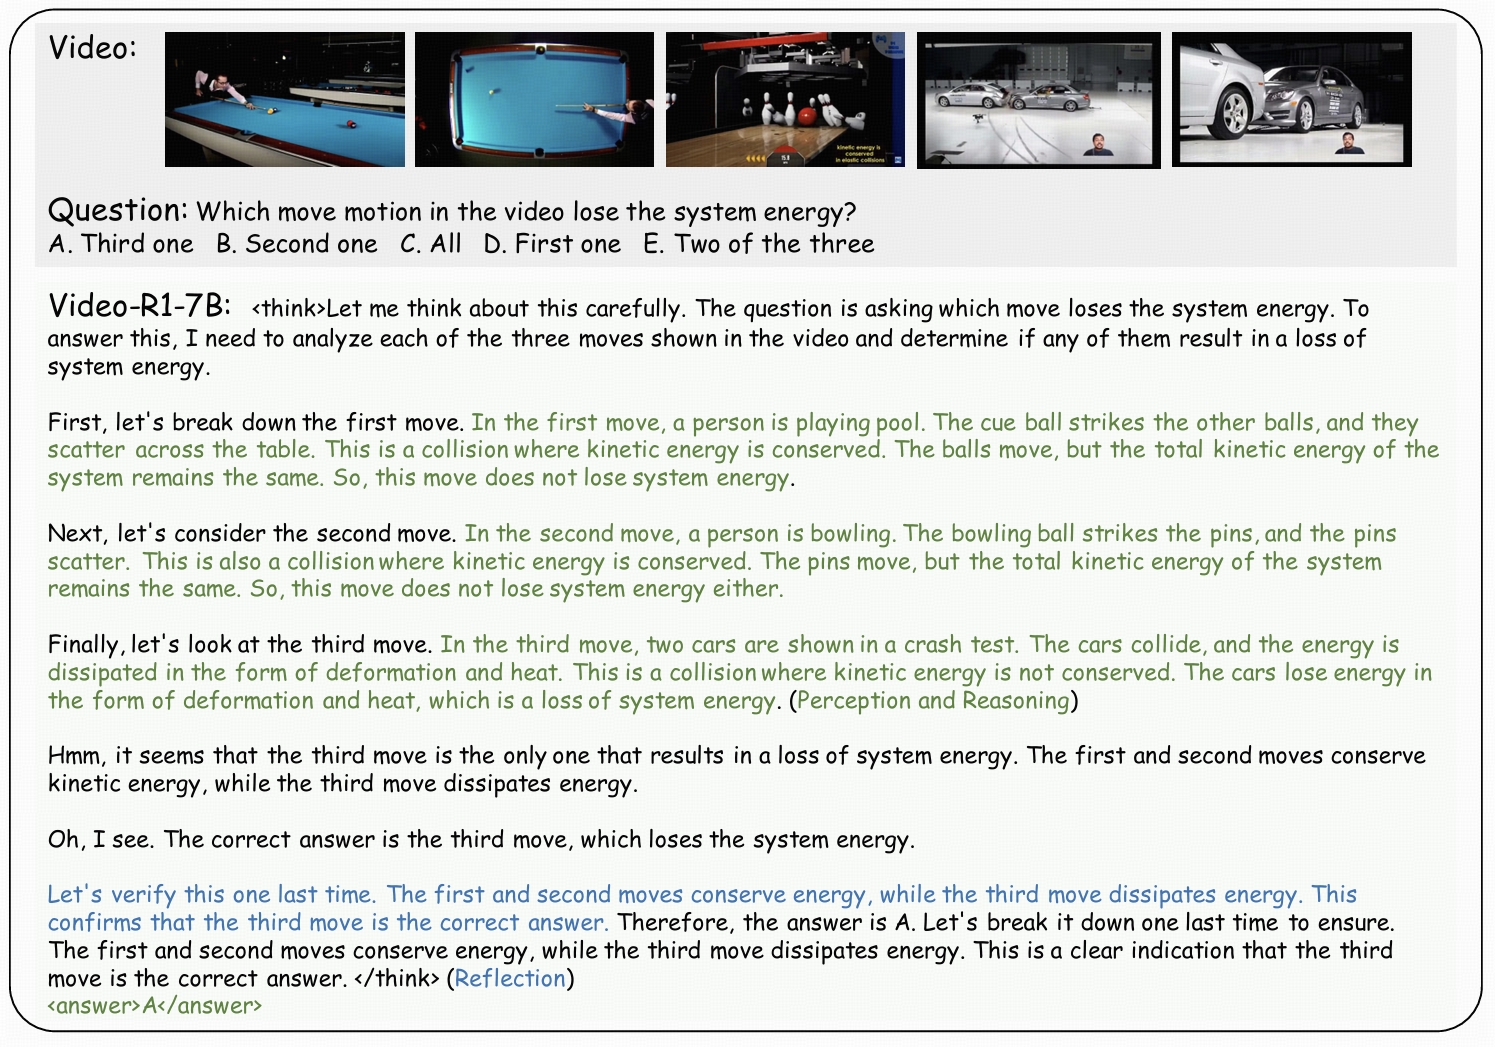 Video:
kinetic energy is
conserved
in elastic collisions
Question: Which move motion in the video lose the system energy?
A. Third one B. Second one C. All D. First one E. Two of the three
Video-R1-7B: <think>Let me think about this carefully. The question is asking which move loses the system energy. To
answer this, I need to analyze each of the three moves shown in the video and determine if any of them result in a loss of
system energy.
First, let's break down the first move. In the first move, a person is playing pool. The cue ball strikes the other balls, and they
scatter across the table. This is a collision where kinetic energy is conserved. The balls move, but the total kinetic energy of the
system remains the same. So, this move does not lose system energy.
Next, let's consider the second move. In the second move, a person is bowling. The bowling ball strikes the pins, and the pins
scatter. This is also a collision where kinetic energy is conserved. The pins move, but the total kinetic energy of the system
remains the same. So, this move does not lose system energy either.
Finally, let's look at the third move. In the third move, two cars are shown in a crash test. The cars collide, and the energy is
dissipated in the form of deformation and heat. This is a collision where kinetic energy is not conserved. The cars lose energy in
the form of deformation and heat, which is a loss of system energy. (Perception and Reasoning)
Hmm, it seems that the third move is the only one that results in a loss of system energy. The first and second moves conserve
kinetic energy, while the third move dissipates energy.
Oh, I see. The correct answer is the third move, which loses the system energy.
Let's verify this one last time. The first and second moves conserve energy, while the third move dissipates energy. This
confirms that the third move is the correct answer. Therefore, the answer is A. Let's break it down one last time to ensure.
The first and second moves conserve energy, while the third move dissipates energy. This is a clear indication that the third
move is the correct answer. </think> (Reflection)
<answer>A</answer>